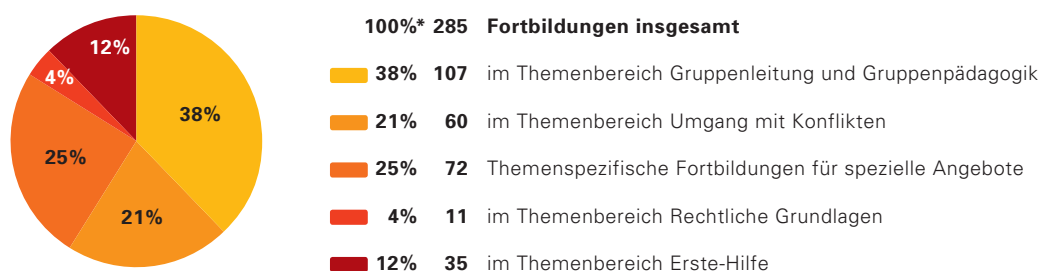 12%
4%
38%
25%
21%
100%* 285 Fortbildungen insgesamt
38% 107 im Themenbereich Gruppenleitung und Gruppenpädagogik
21% 60 im Themenbereich Umgang mit Konflikten
25% 72 Themenspezifische Fortbildungen für spezielle Angebote
4% 11 im Themenbereich Rechtliche Grundlagen
12% 35 im Themenbereich Erste-Hilfe